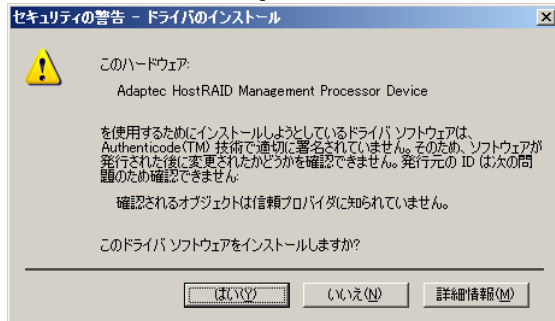 セキュリティの警告 - ドライバのインストール
このハードウェア:
Adaptec HostRAID Management Processor Device
を使用するためにインストールしようとしているドライバ ソフトウェアは、
Authenticode(TM) 技術で適切に署名されていません。そのため、ソフトウェアが
発行された後に変更されたかどうかを確認できません。発行元の ID は次の問
題のため確認できません:
確認されるオブジェクトは信頼プロバイダに知られていません。
このドライバ ソフトウェアをインストールしますか?
はい(Y) いいえ(N) 詳細情報(M)